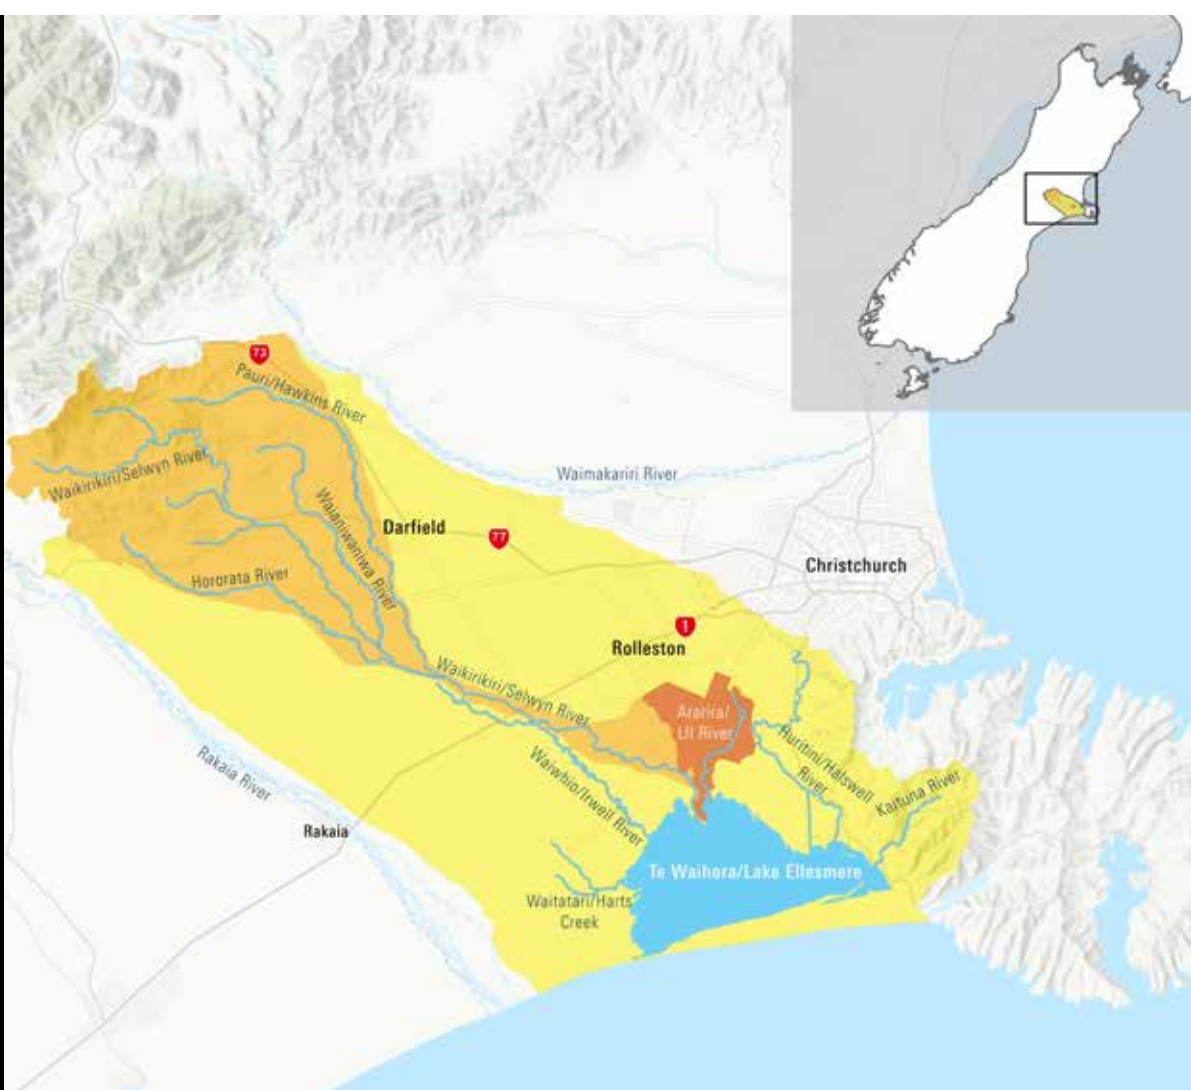 73
Pauri/Hawkins River
Waikirikiri/Selwyn River
Waimakariri River
Waianiwaniwa River
Darfield
77
Christchurch
Hororata River
1
Rolleston
Waikirikiri/Selwyn River
Ararira/
LII River
Huritini/Halswell
River
Rakaia River
Waiwhio/Irwell River
Kaituna River
Rakaia
Te Waihora/Lake Ellesmere
Waitatari/Harts
Creek